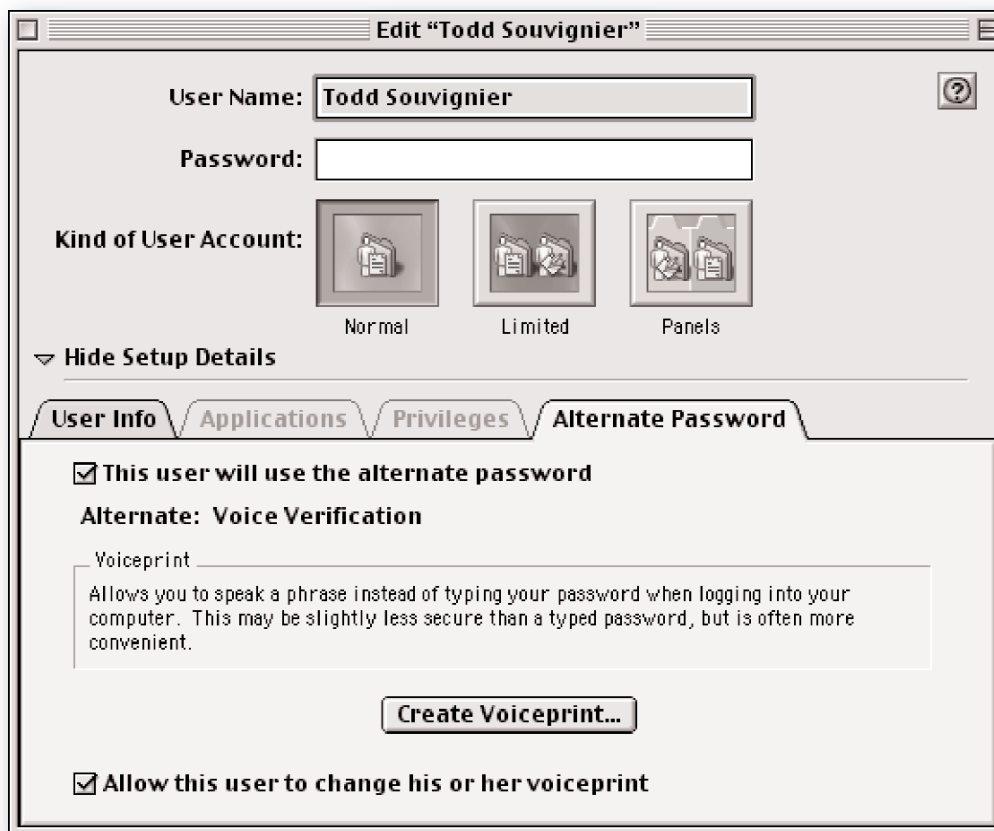 Edit “Todd Souvignier”
User Name: Todd Souvignier
Password:
Kind of User Account:
Normal Limited Panels
Hide Setup Details
User Info Applications Privileges Alternate Password
This user will use the alternate password
Alternate: Voice Verification
Voiceprint
Allows you to speak a phrase instead of typing your password when logging into your
computer. This may be slightly less secure than a typed password, but is often more
convenient.
Create Voiceprint...
Allow this user to change his or her voiceprint